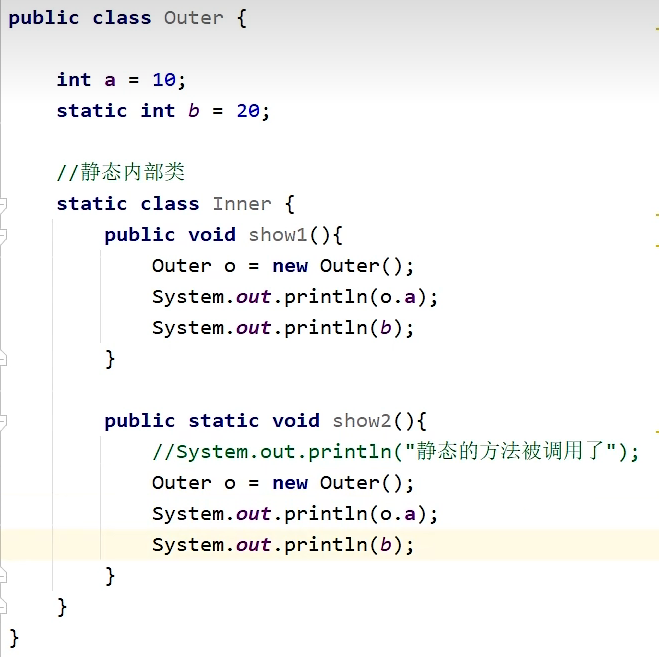 public class Outer {
int a = 10;
static int b = 20;
//静态内部类
static class Inner {
public void show1(){
Outer o = new Outer();
System.out.println(o.a);
System.out.println(b);
}
public static void show2(){
//System.out.println("静态的方法被调用了");
Outer o = new Outer();
System.out.println(o.a);
System.out.println(b);
}
}
}